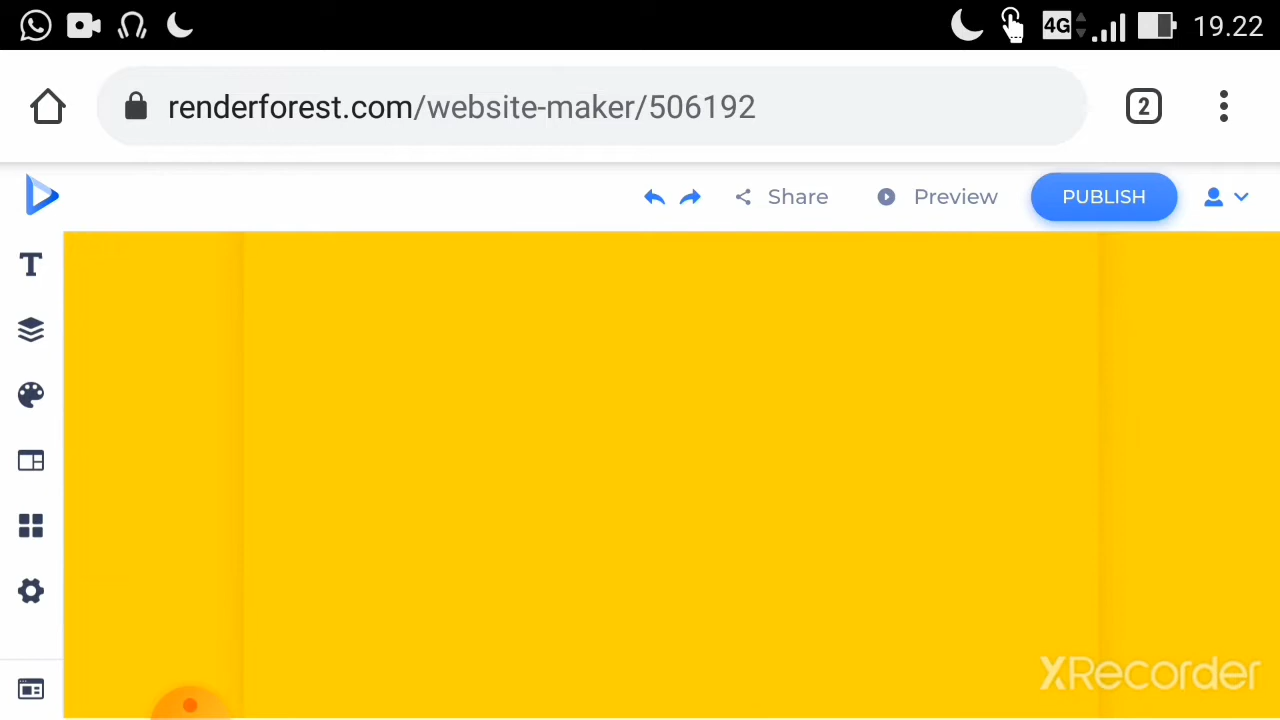 4G 19.22
renderforest.com/website-maker/506192 2
Share Preview PUBLISH
T
XRecorder